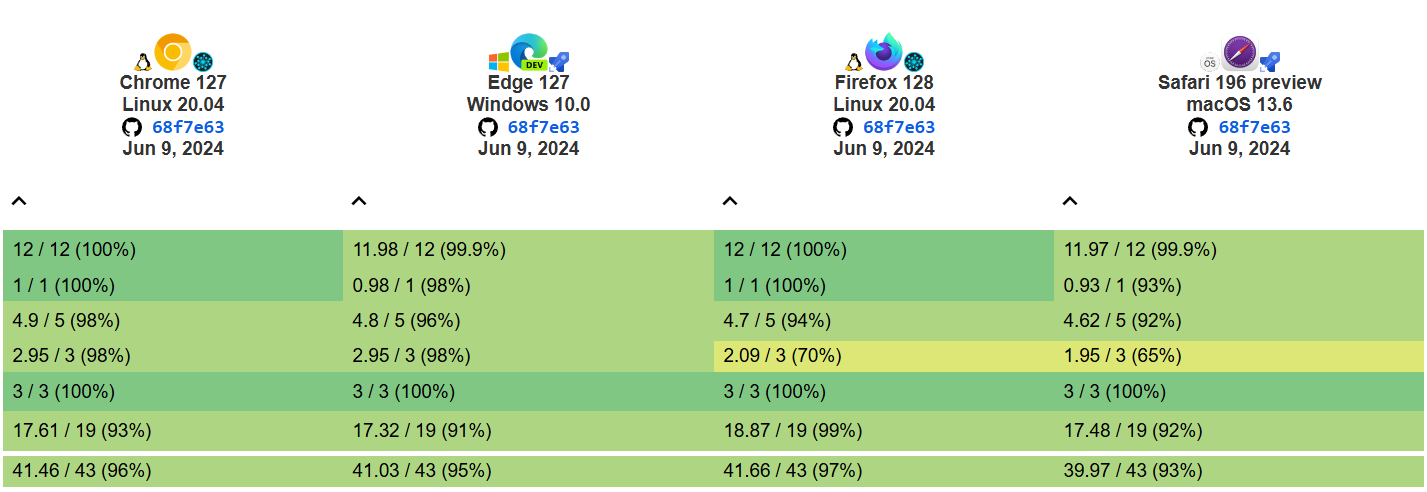 DEV
OS
Chrome 127 Edge 127 Firefox 128 Safari 196 preview
Linux 20.04 Windows 10.0 Linux 20.04 macOS 13.6
68f7e63 68f7e63 68f7e63 68f7e63
Jun 9, 2024 Jun 9, 2024 Jun 9, 2024 Jun 9, 2024
12 / 12 (100%) 11.98 / 12 (99.9%) 12 / 12 (100%) 11.97 / 12 (99.9%)
1 / 1 (100%) 0.98 / 1 (98%) 1 / 1 (100%) 0.93 / 1 (93%)
4.9 / 5 (98%) 4.8 / 5 (96%) 4.7 / 5 (94%) 4.62 / 5 (92%)
2.95 / 3 (98%) 2.95 / 3 (98%) 2.09 / 3 (70%) 1.95 / 3 (65%)
3 / 3 (100%) 3 / 3 (100%) 3 / 3 (100%) 3 / 3 (100%)
17.61 / 19 (93%) 17.32 / 19 (91%) 18.87 / 19 (99%) 17.48 / 19 (92%)
41.46 / 43 (96%) 41.03 / 43 (95%) 41.66 / 43 (97%) 39.97 / 43 (93%)